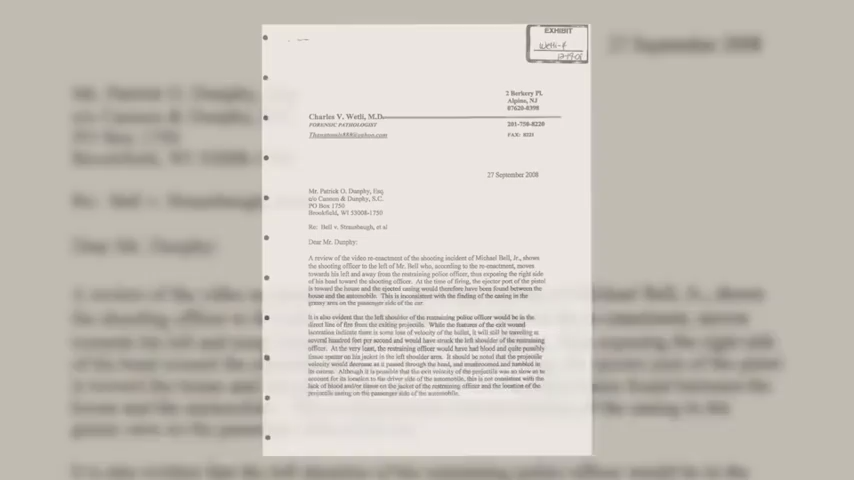 EXHIBIT
Wetli-4
2 Berkery Pl.
Alpine, NJ
07620-0398
Charles V. Wetli, M.D.
FORENSIC PATHOLOGIST
201-750-8220
FAX: 8225
27 September 2008
Mr. Patrick O. Dunphy, Esq.
c/o Cannon & Dunphy, S.C.
PO Box 1750
Brookfield, WI 53008-1750
Re: Bell v. Strausbaugh, et al
Dear Mr. Dunphy:
A review of the video re-enactment of the shooting incident of Michael Bell, Jr., shows
the shooting officer to the left of Mr. Bell who, according to the re-enactment, moves
towards his left and away from the restraining police officer, thus exposing the right side
of his head toward the shooting officer. At the time of firing, the ejector port of the pistol
is toward the house and the ejected casing would therefore have been found between the
house and the automobile. This is inconsistent with the finding of the casing in the
grassy area on the passenger side of the car.
It is also evident that the left shoulder of the restraining police officer would be in the
direct line of fire from the exiting projectile. While the features of the exit wound
laceration indicate there is some loss of velocity of the bullet, it will still be traveling at
several hundred feet per second and would have struck the left shoulder of the restraining
officer. At the very least, the restraining officer would have had blood and quite possibly
tissue spatter on his jacket in the left shoulder area. It should be noted that the projectile
velocity would decrease as it passed through the head, and mushroomed and tumbled in
its course. Although it is possible that the exit velocity of the projectile was so slow as to
account for its location to the driver side of the automobile, this is not consistent with the
lack of blood and/or tissue on the jacket of the restraining officer and the location of the
projectile casing on the passenger side of the automobile.